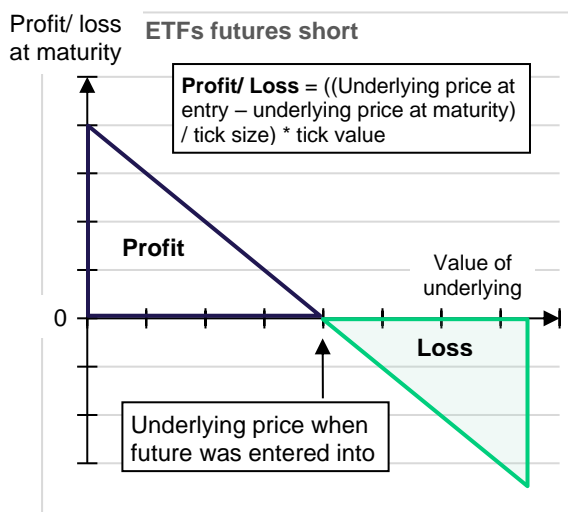 Profit/ loss
at maturity
ETFs futures short
Profit/ Loss = ((Underlying price at
entry – underlying price at maturity)
/ tick size) * tick value
Profit
Value of
underlying
0
Loss
Underlying price when
future was entered into